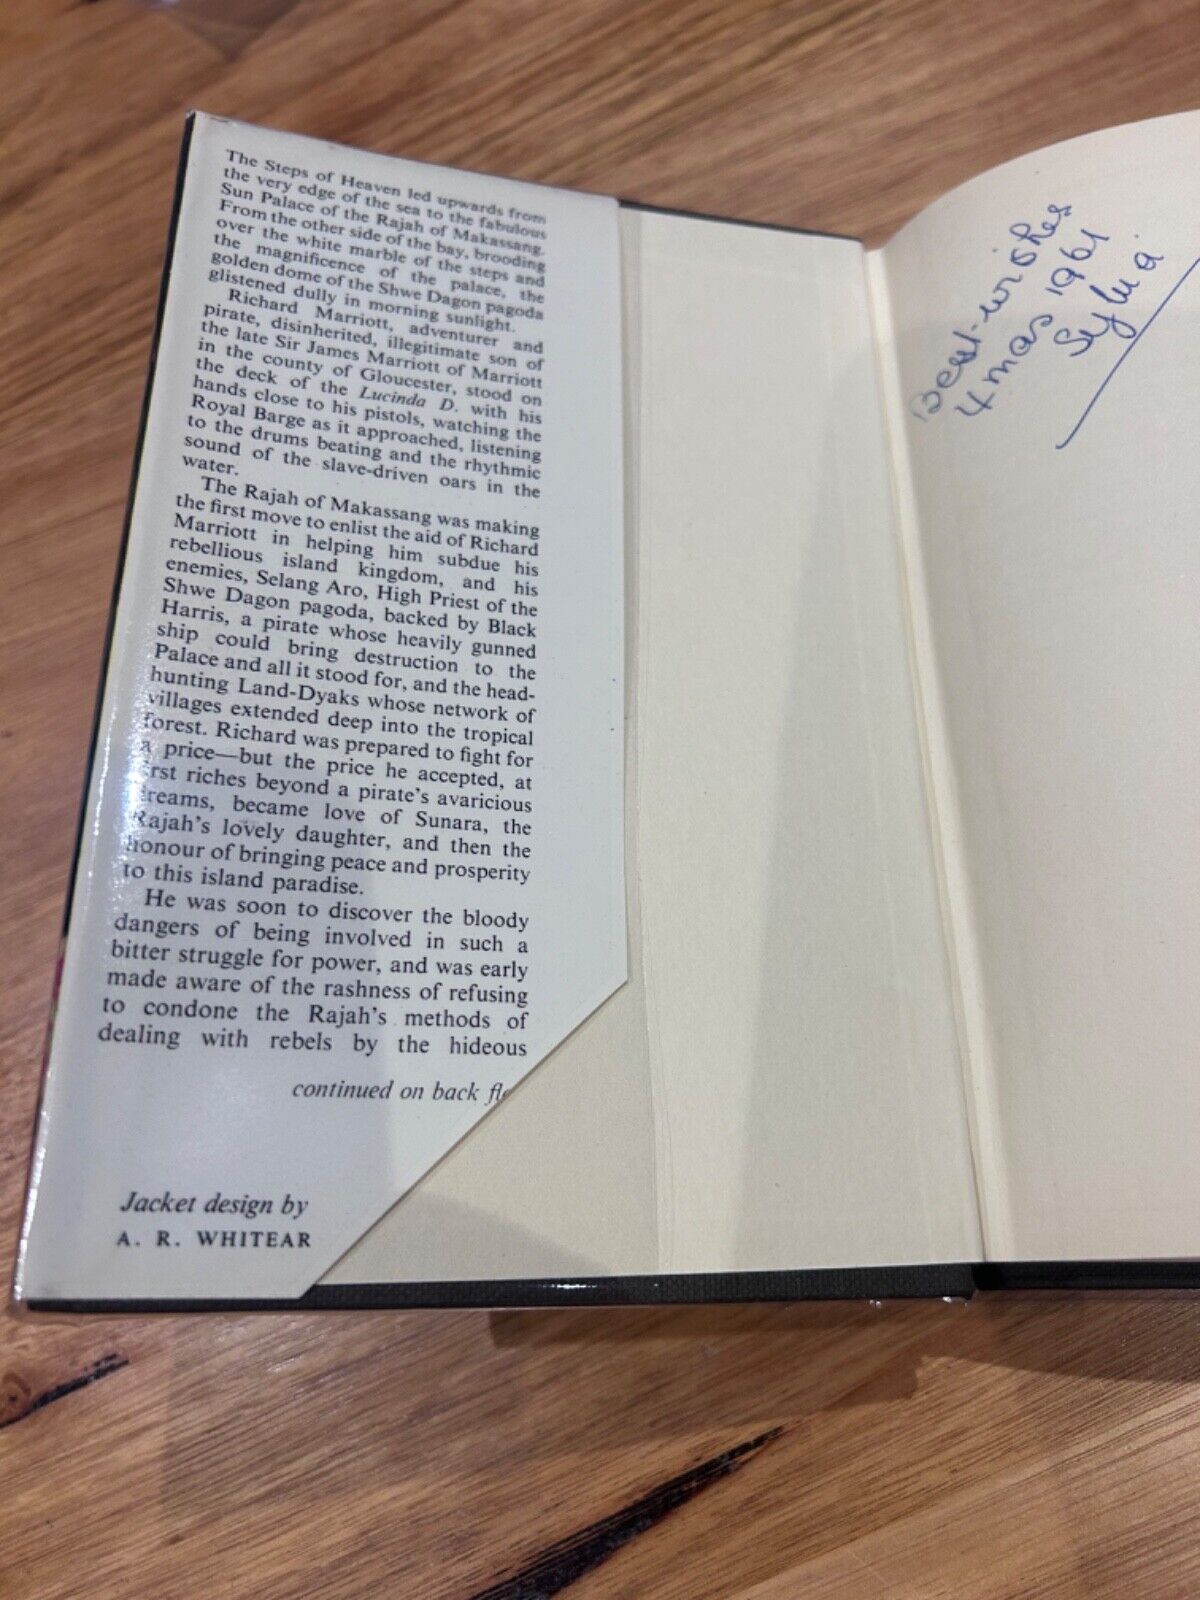 The Steps of Heaven led upwards from
the very edge of the sea to the fabulous
Sun Palace of the Rajah of Makassang.
From the other side of the bay, brooding
over the white marble of the steps and
the magnificence of the palace, the
golden dome of the Shwe Dagon pagoda
glistened dully in morning sunlight.
Richard Marriott, adventurer and
pirate, disinherited, illegitimate son of
the late Sir James Marriott of Marriott
in the county of Gloucester, stood on
the deck of the Lucinda D. with his
hands close to his pistols, watching the
Royal Barge as it approached, listening
to the drums beating and the rhythmic
sound of the slave-driven oars in the
water.
The Rajah of Makassang was making
the first move to enlist the aid of Richard
Marriott in helping him subdue his
rebellious island kingdom, and his
enemies, Selang Aro, High Priest of the
Shwe Dagon pagoda, backed by Black
Harris, a pirate whose heavily gunned
ship could bring destruction to the
Palace and all it stood for, and the head-
hunting Land-Dyaks whose network of
villages extended deep into the tropical
forest. Richard was prepared to fight for
a price—but the price he accepted, at
first riches beyond a pirate's avaricious
dreams, became love of Sunara, the
Rajah's lovely daughter, and then the
honour of bringing peace and prosperity
to this island paradise.
He was soon to discover the bloody
dangers of being involved in such a
bitter struggle for power, and was early
made aware of the rashness of refusing
to condone the Rajah's methods of
dealing with rebels by the hideous
continued on back
Jacket design by
A. R. WHITEAR
Best-wishes
Xmas 1961
Sylvia